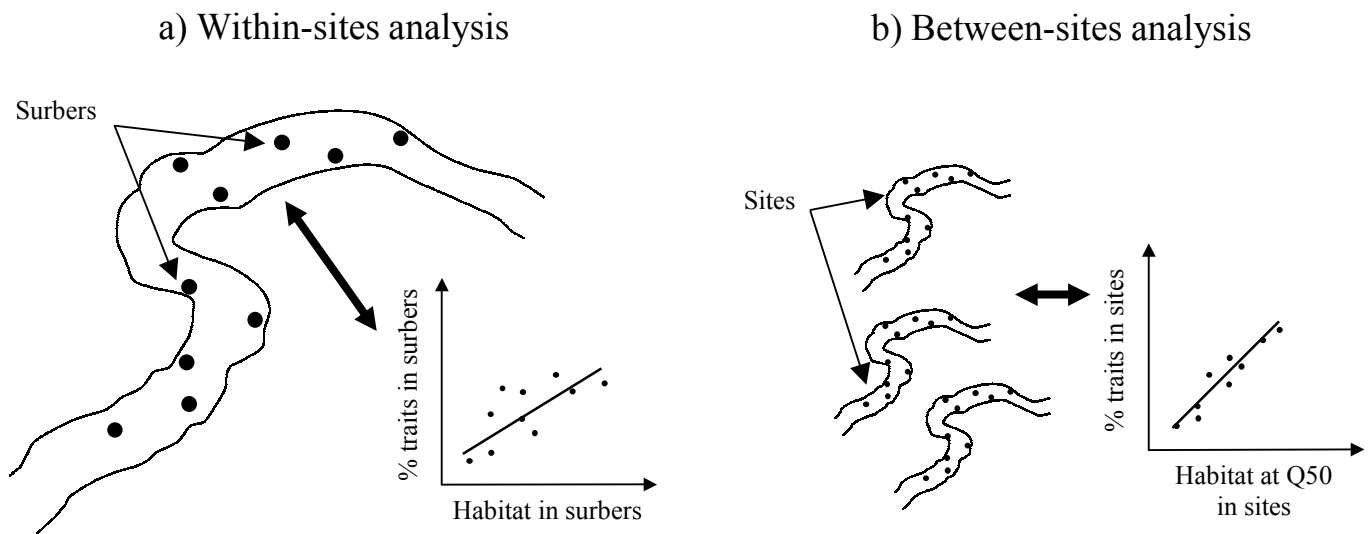 a) Within-sites analysis
Surbers
% traits in surbers
Habitat in surbers
b) Between-sites analysis
Sites
% traits in sites
Habitat at Q50
in sites